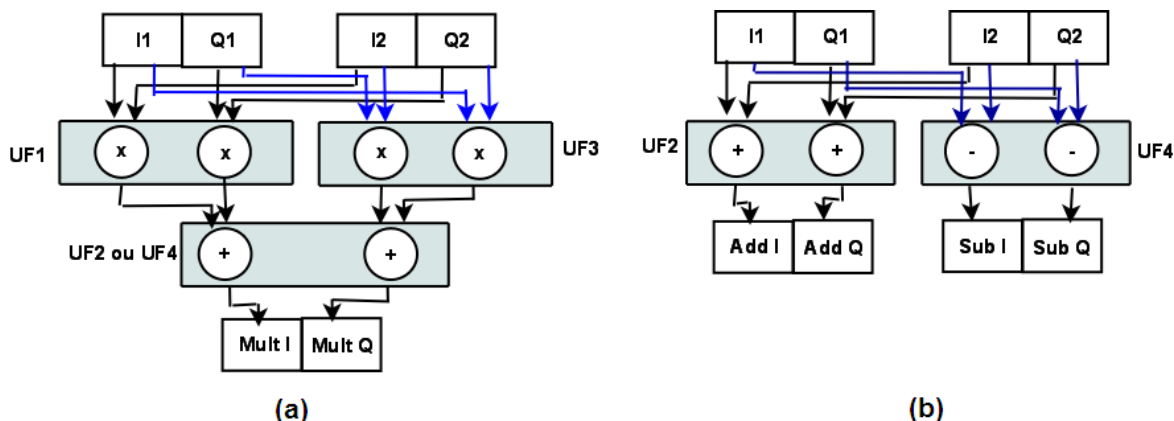 I1 Q1 I2 Q2
UF1 x x x x UF3
UF2 ou UF4 + +
Mult I Mult Q
(a)
I1 Q1 I2 Q2
UF2 + + - - UF4
Add I Add Q Sub I Sub Q
(b)